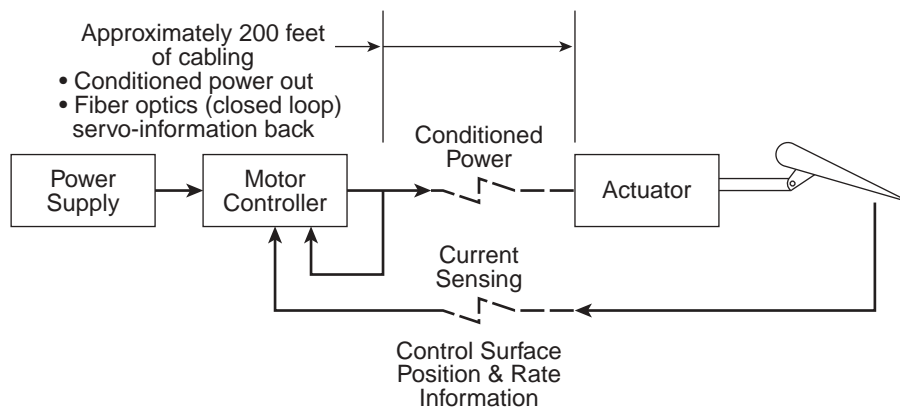 Approximately 200 feet
of cabling
• Conditioned power out
• Fiber optics (closed loop)
servo-information back
Conditioned
Power
Power
Supply
Motor
Controller
Actuator
Current
Sensing
Control Surface
Position & Rate
Information